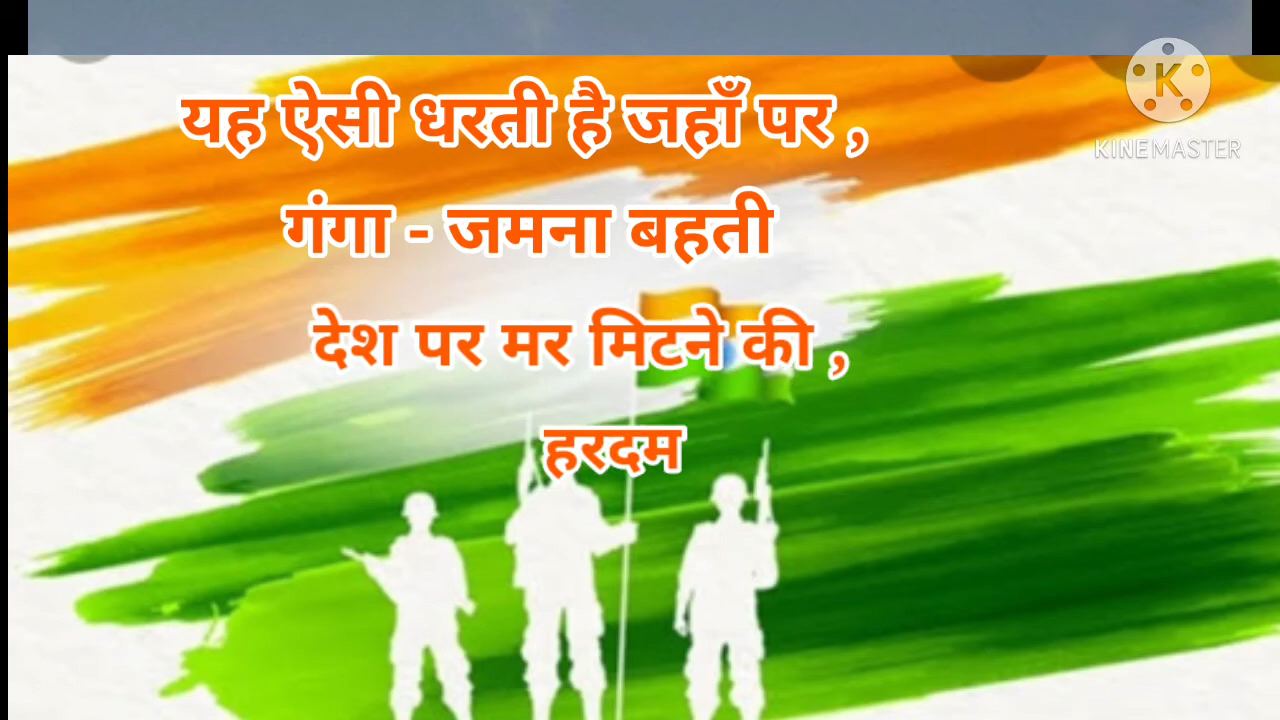 यह ऐसी धरती है जहाँ पर ,
गंगा - जमना बहती
देश पर मर मिटने की ,
हरदम
K
KINEMASTER